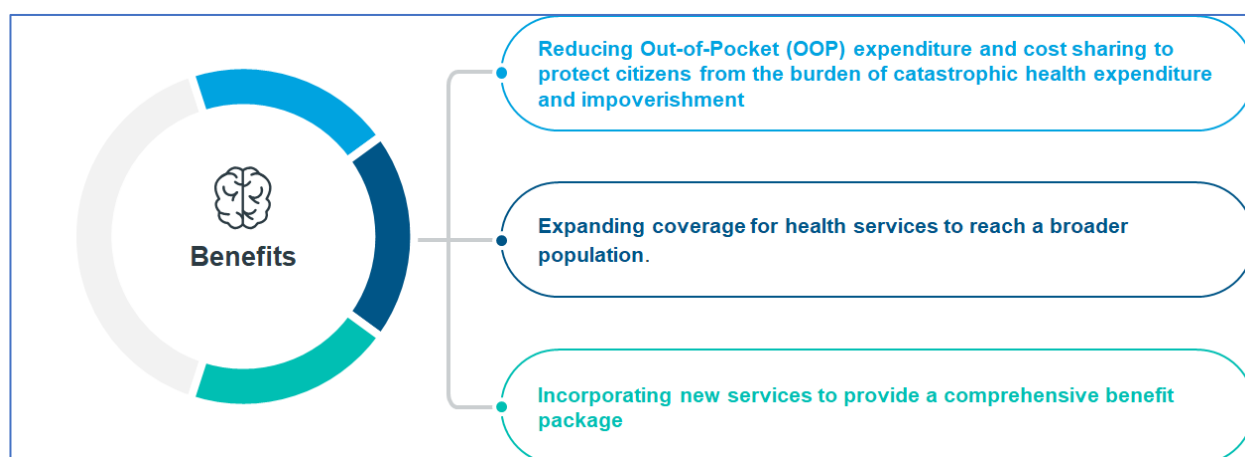 Benefits
Reducing Out-of-Pocket (OOP) expenditure and cost sharing to
protect citizens from the burden of catastrophic health expenditure
and impoverishment
Expanding coverage for health services to reach a broader
population.
Incorporating new services to provide a comprehensive benefit
package